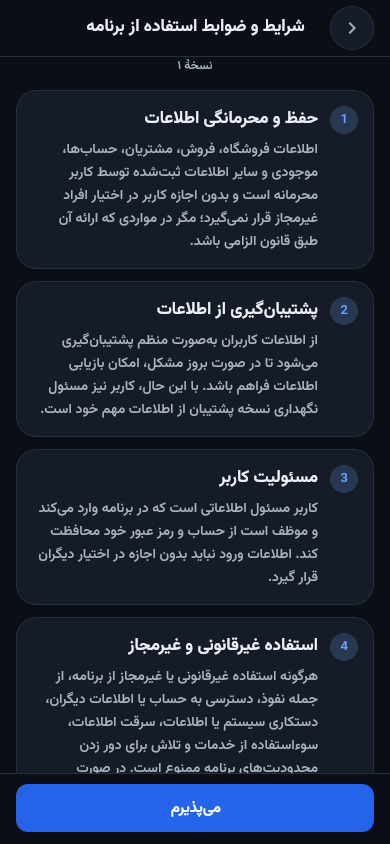 شرایط و ضوابط استفاده از برنامه
نسخهٔ ۱
1
حفظ و محرمانگی اطلاعات
اطلاعات فروشگاه، فروش، مشتریان، حساب‌ها،
موجودی و سایر اطلاعات ثبت‌شده توسط کاربر
محرمانه است و بدون اجازه کاربر در اختیار افراد
غیرمجاز قرار نمی‌گیرد؛ مگر در مواردی که ارائه آن
طبق قانون الزامی باشد.
2
پشتیبان‌گیری از اطلاعات
از اطلاعات کاربران به‌صورت منظم پشتیبان‌گیری
می‌شود تا در صورت بروز مشکل، امکان بازیابی
اطلاعات فراهم باشد. با این حال، کاربر نیز مسئول
نگهداری نسخه پشتیبان از اطلاعات مهم خود است.
3
مسئولیت کاربر
کاربر مسئول اطلاعاتی است که در برنامه وارد می‌کند
و موظف است از حساب و رمز عبور خود محافظت
کند. اطلاعات ورود نباید بدون اجازه در اختیار دیگران
قرار گیرد.
4
استفاده غیرقانونی و غیرمجاز
هرگونه استفاده غیرقانونی یا غیرمجاز از برنامه، از
جمله نفوذ، دسترسی به حساب یا اطلاعات دیگران،
دستکاری سیستم یا اطلاعات، سرقت اطلاعات،
سوءاستفاده از خدمات و تلاش برای دور زدن
محدودیت‌های برنامه ممنوع است. در صورت
می‌پذیرم